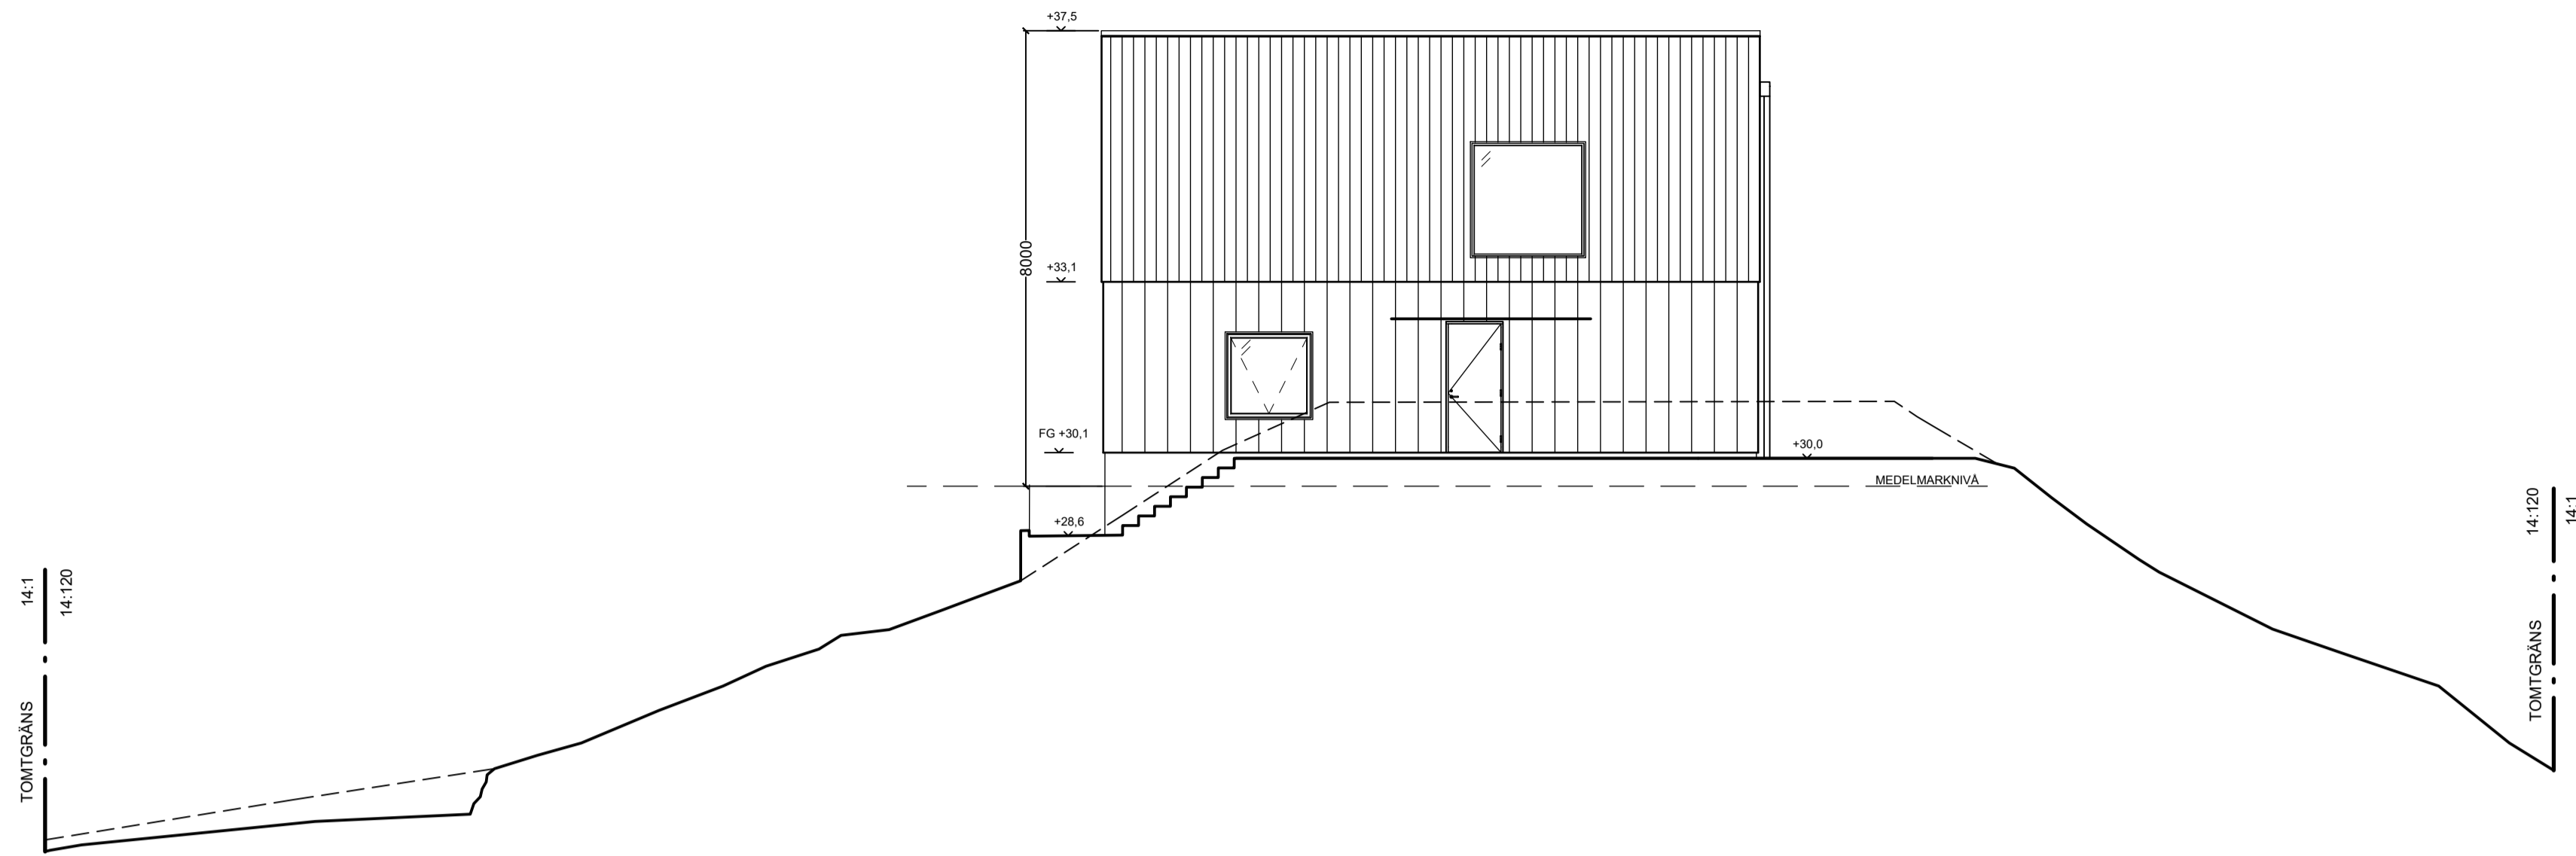 +37,5
8000
+33,1
FG +30,1
+30,0
MEDELMARKNIVÅ
+28,6
14:1
14:120
TOMTGRÄNS
14:120
14:1
TOMTGRÄNS